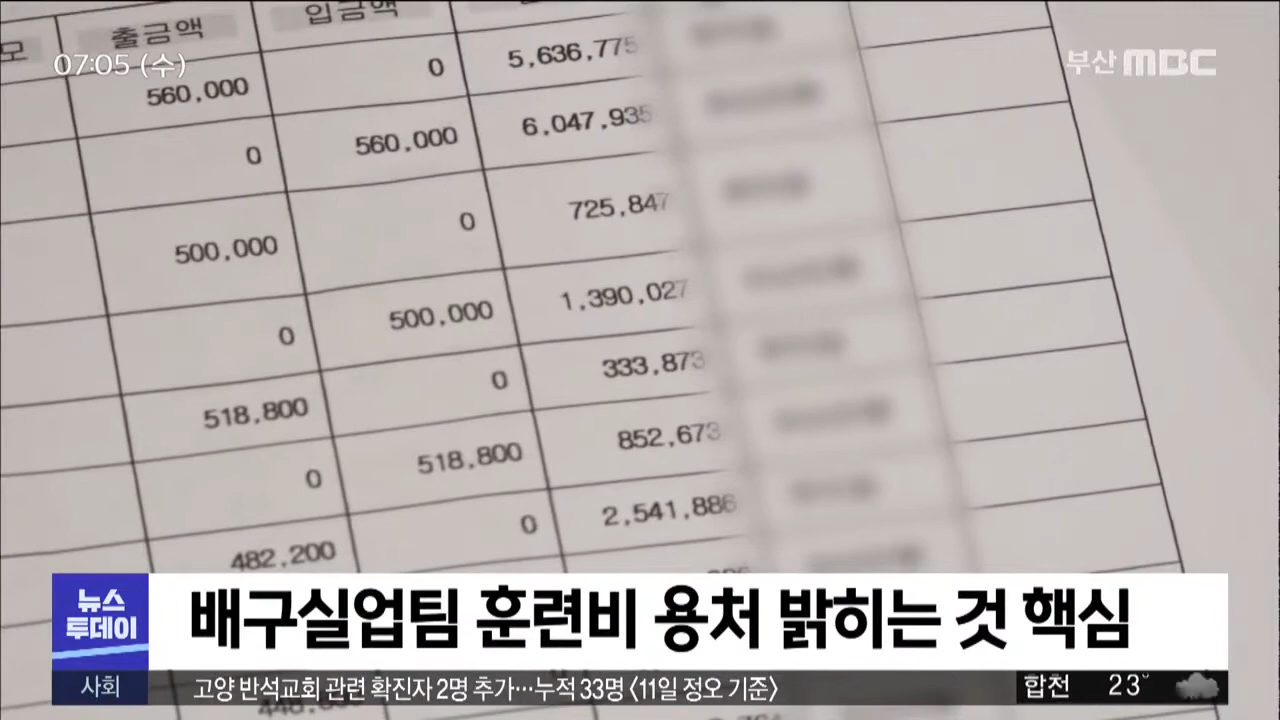 모 출금액 입금액
07:05 (수)
부산 MBC
560,000 0 5,636,775
0 560,000 6,047,935
500,000 0 725,847
0 500,000 1,390,027
518,800 0 333,873
0 518,800 852,673
482,200 0 2,541,886
뉴스
투데이
배구실업팀 훈련비 용처 밝히는 것 핵심
사회
고양 반석교회 관련 확진자 2명 추가…누적 33명 〈11일 정오 기준〉
합천 23°